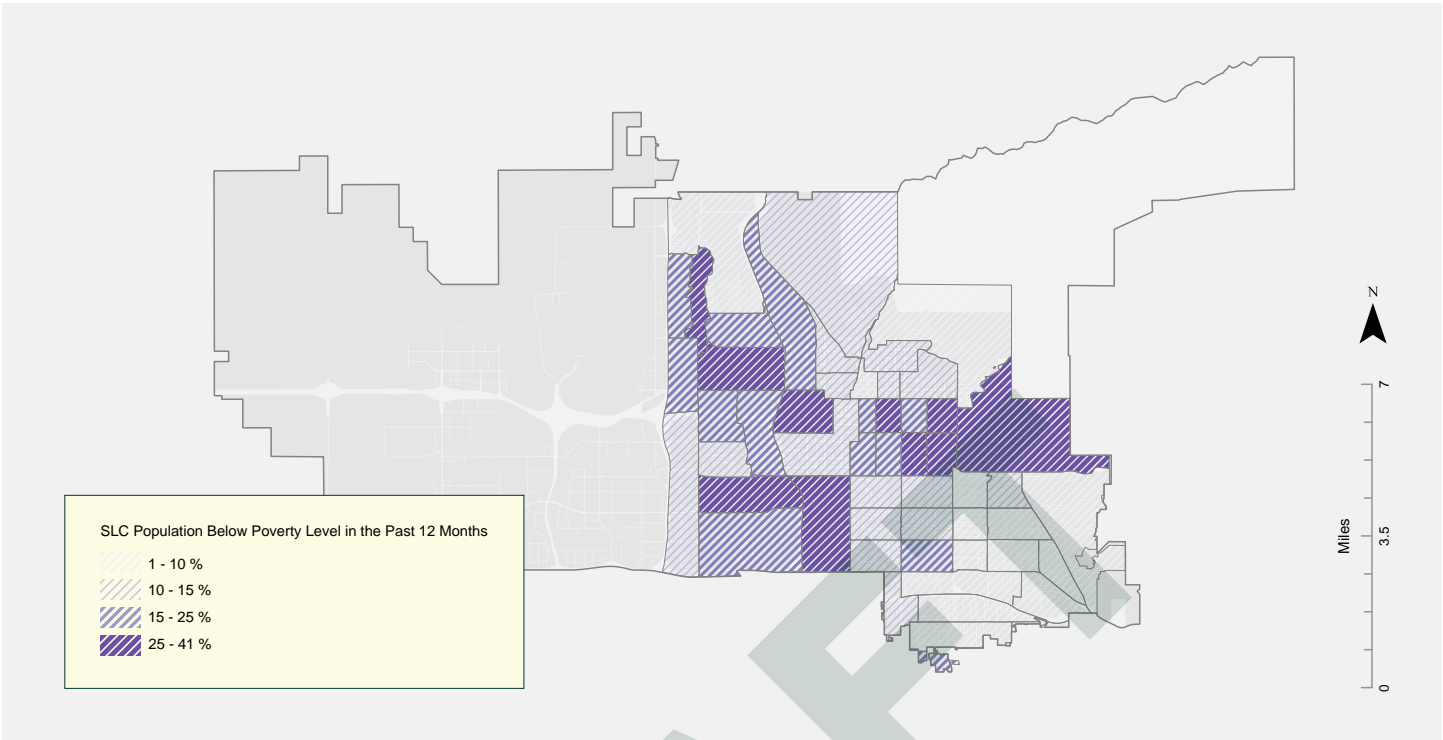 N
7
Miles
3.5
0
SLC Population Below Poverty Level in the Past 12 Months
1 - 10 %
10 - 15 %
15 - 25 %
25 - 41 %